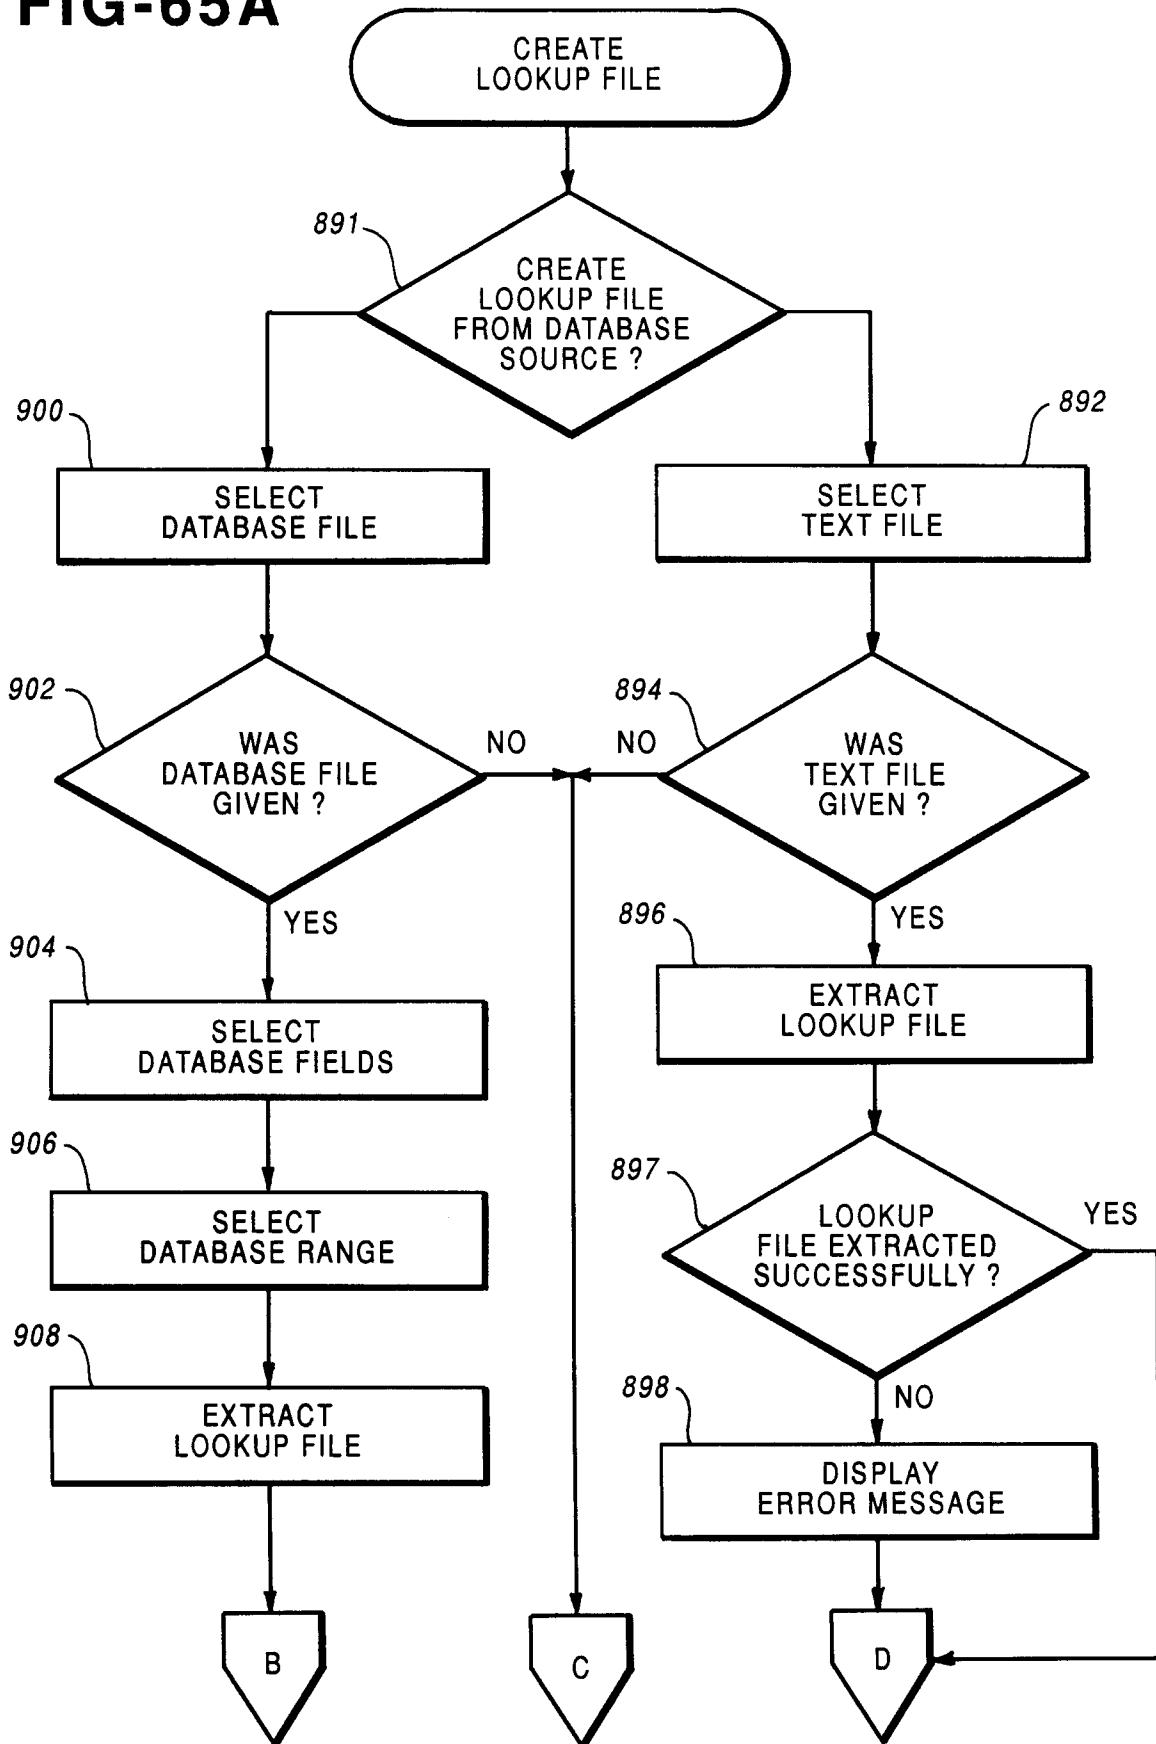 FIG-65A
CREATE
LOOKUP FILE
891
CREATE
LOOKUP FILE
FROM DATABASE
SOURCE ?
900
SELECT
DATABASE FILE
892
SELECT
TEXT FILE
902
WAS
DATABASE FILE
GIVEN ?
NO
YES
894
NO
WAS
TEXT FILE
GIVEN ?
YES
904
SELECT
DATABASE FIELDS
896
EXTRACT
LOOKUP FILE
906
SELECT
DATABASE RANGE
897
LOOKUP
FILE EXTRACTED
SUCCESSFULLY ?
YES
NO
908
EXTRACT
LOOKUP FILE
898
DISPLAY
ERROR MESSAGE
B
C
D